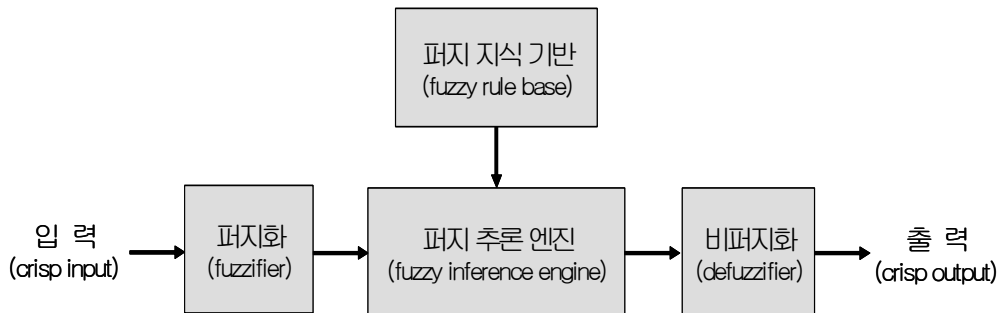 퍼지 지식 기반
(fuzzy rule base)
입 력
(crisp input)
퍼지화
(fuzzifier)
퍼지 추론 엔진
(fuzzy inference engine)
비퍼지화
(defuzzifier)
출 력
(crisp output)